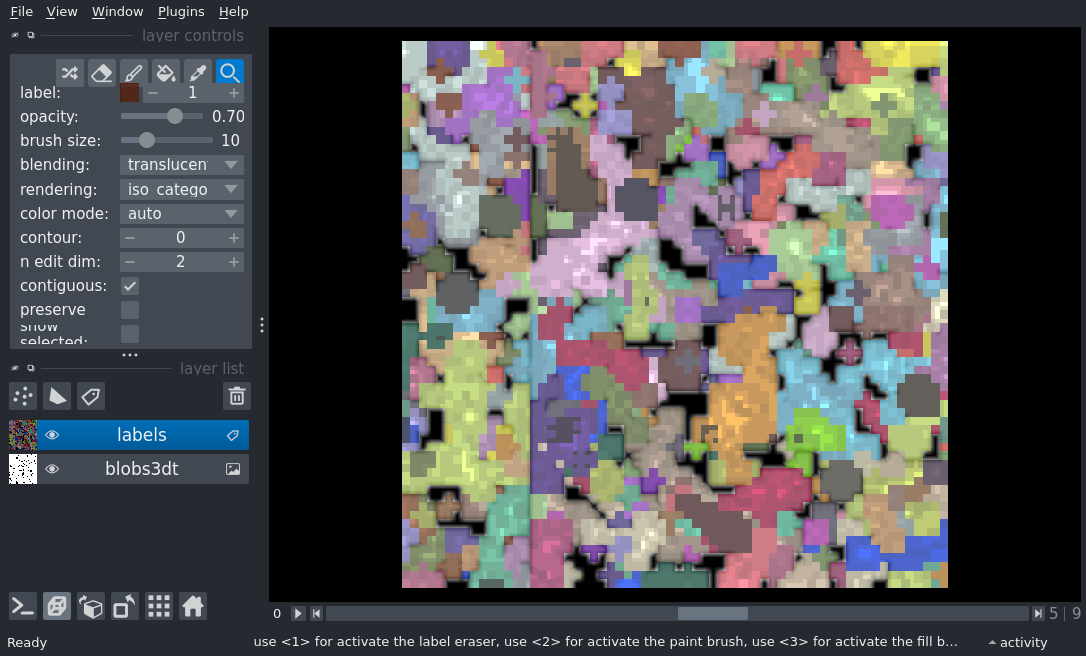 File View Window Plugins Help
layer controls
label: 1
opacity: 0.70
brush size: 10
blending: translucen
rendering: iso_catego
color mode: auto
contour: 0
n edit dim: 2
contiguous:
preserve
show
selected:
layer list
labels
blobs3dt
0 5 | 9
Ready use <1> for activate the label eraser, use <2> for activate the paint brush, use <3> for activate the fill b... activity